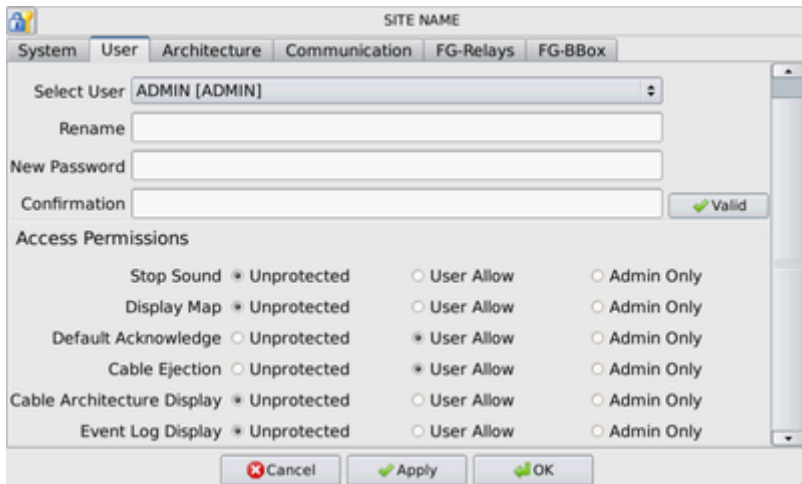 SITE NAME
System User Architecture Communication FG-Relays FG-BBox
Select User ADMIN [ADMIN]
Rename
New Password
Confirmation Valid
Access Permissions
Stop Sound Unprotected User Allow Admin Only
Display Map Unprotected User Allow Admin Only
Default Acknowledge Unprotected User Allow Admin Only
Cable Ejection Unprotected User Allow Admin Only
Cable Architecture Display Unprotected User Allow Admin Only
Event Log Display Unprotected User Allow Admin Only
Cancel Apply OK